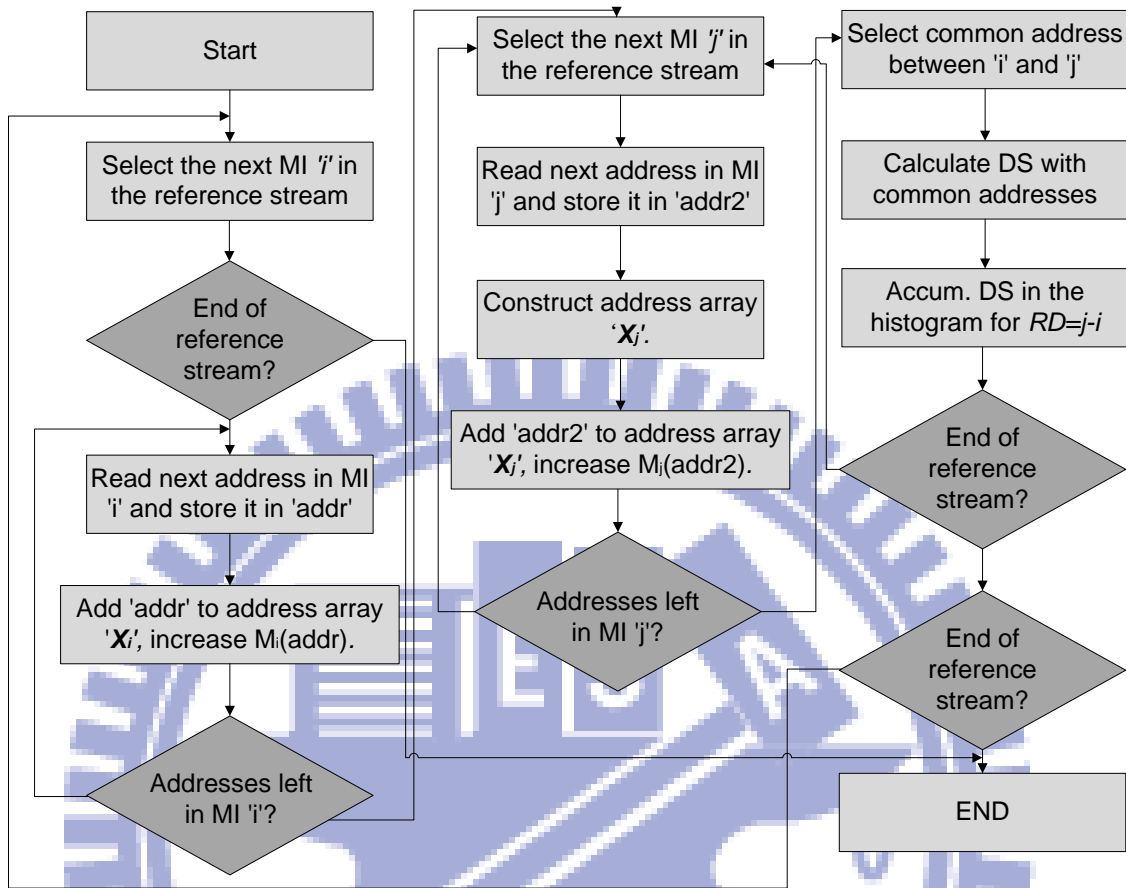 Start
Select the next MI 'i' in
the reference stream
End of
reference
stream?
Read next address in MI
'i' and store it in 'addr'
Add 'addr' to address array
'Xi', increase Mi(addr).
Addresses left
in MI 'i'?
Select the next MI 'j' in
the reference stream
Read next address in MI
'j' and store it in 'addr2'
Construct address array
‘Xj'.
Add 'addr2' to address array
'Xj', increase Mj(addr2).
Addresses left
in MI 'j'?
Select common address
between 'i' and 'j'
Calculate DS with
common addresses
Accum. DS in the
histogram for RD=j-i
End of
reference
stream?
End of
reference
stream?
END